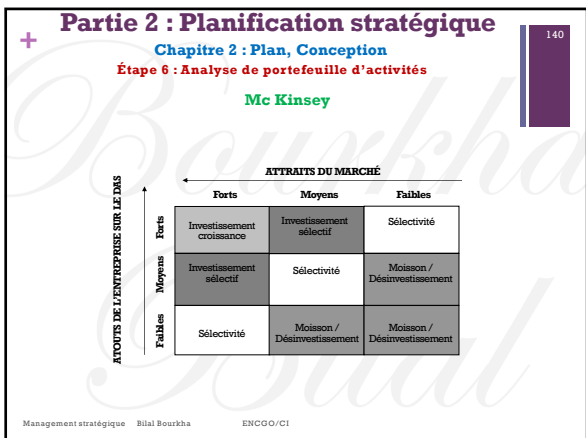 Partie 2 : Planification stratégique
+
140
Chapitre 2 : Plan, Conception
Étape 6 : Analyse de portefeuille d'activités
Mc Kinsey
ATTRAITS DU MARCHÉ
Forts Moyens Faibles
ATOUTS DE L'ENTREPRISE SUR LE DAS
Forts
Investissement croissance
Investissement sélectif
Sélectivité
Moyens
Investissement sélectif
Sélectivité
Moisson / Désinvestissement
Faibles
Sélectivité
Moisson / Désinvestissement
Moisson / Désinvestissement
Bourkha
Bilal
Management stratégique Bilal Bourkha ENCGO/CI